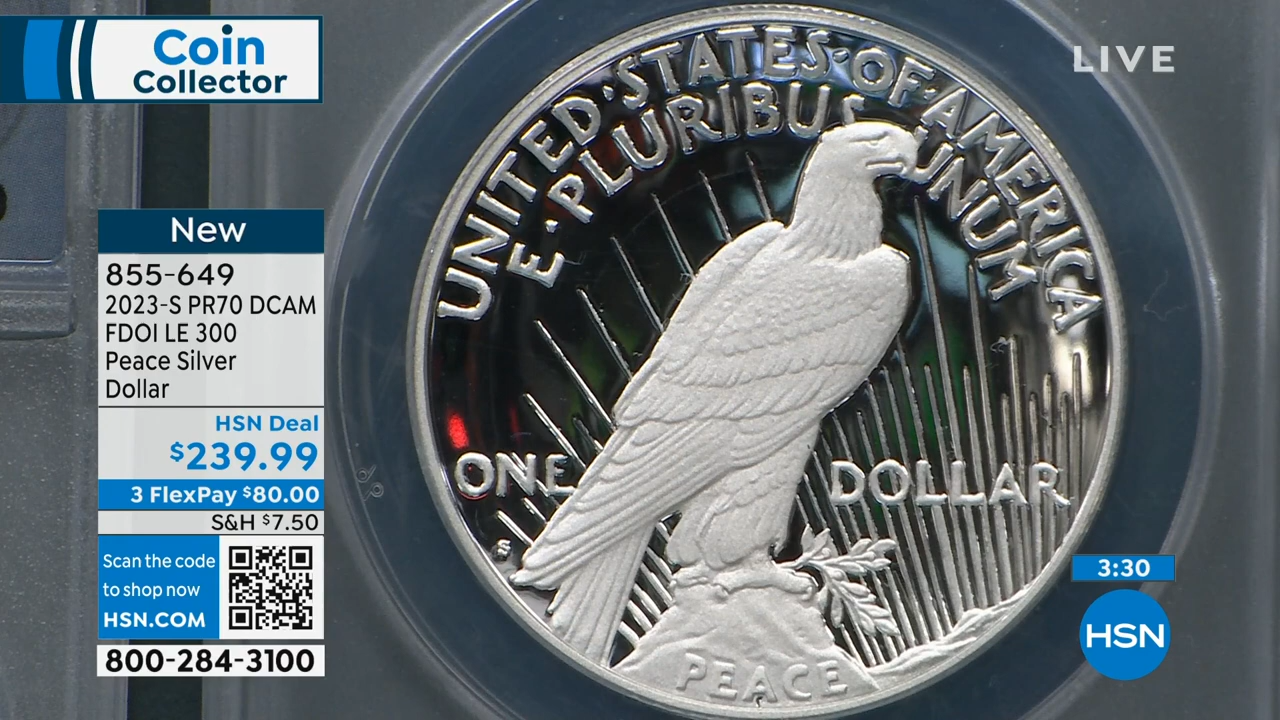 Coin
Collector
LIVE
New
855-649
2023-S PR70 DCAM
FDOI LE 300
Peace Silver
Dollar
HSN Deal
$239.99
3 FlexPay $80.00
S&H $7.50
Scan the code
to shop now
HSN.COM
800-284-3100
UNITED·STATES·OF·AMERICA
E·PLURIBUS UNUM
ONE DOLLAR
S
PEACE
3:30
HSN